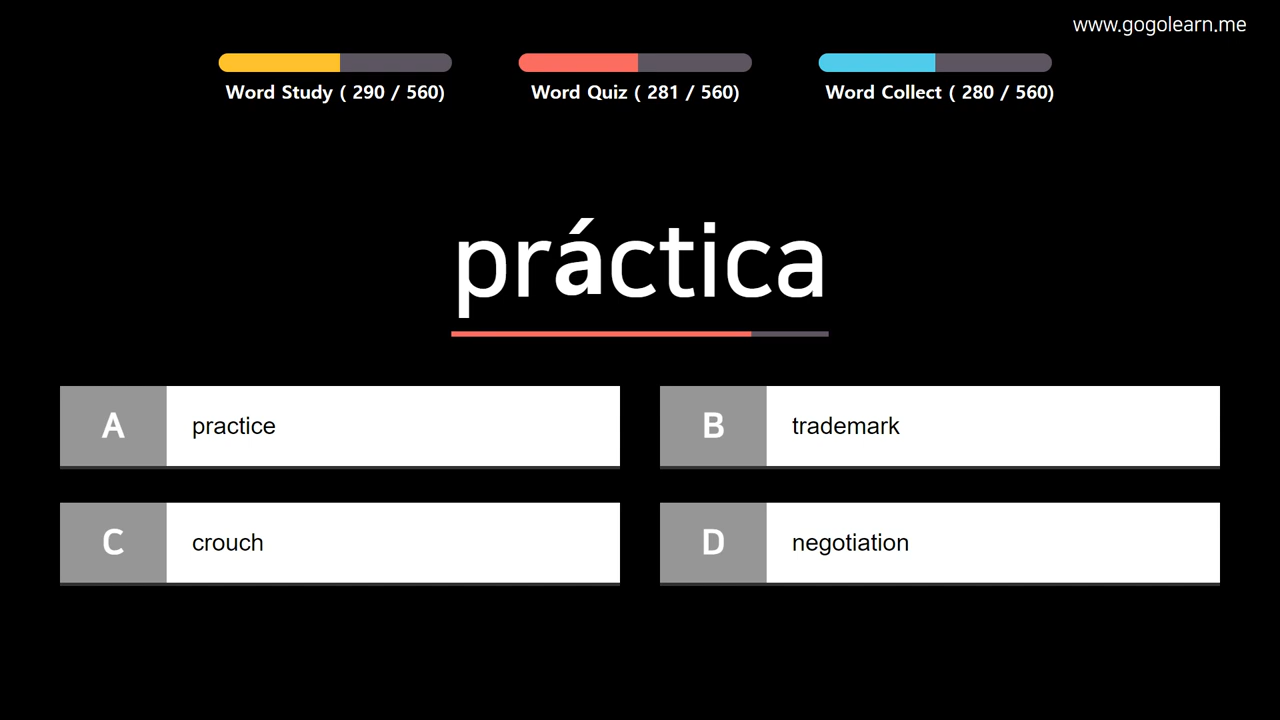 www.gogolearn.me
Word Study ( 290 / 560)
Word Quiz ( 281 / 560)
Word Collect ( 280 / 560)
práctica
A practice
B trademark
C crouch
D negotiation